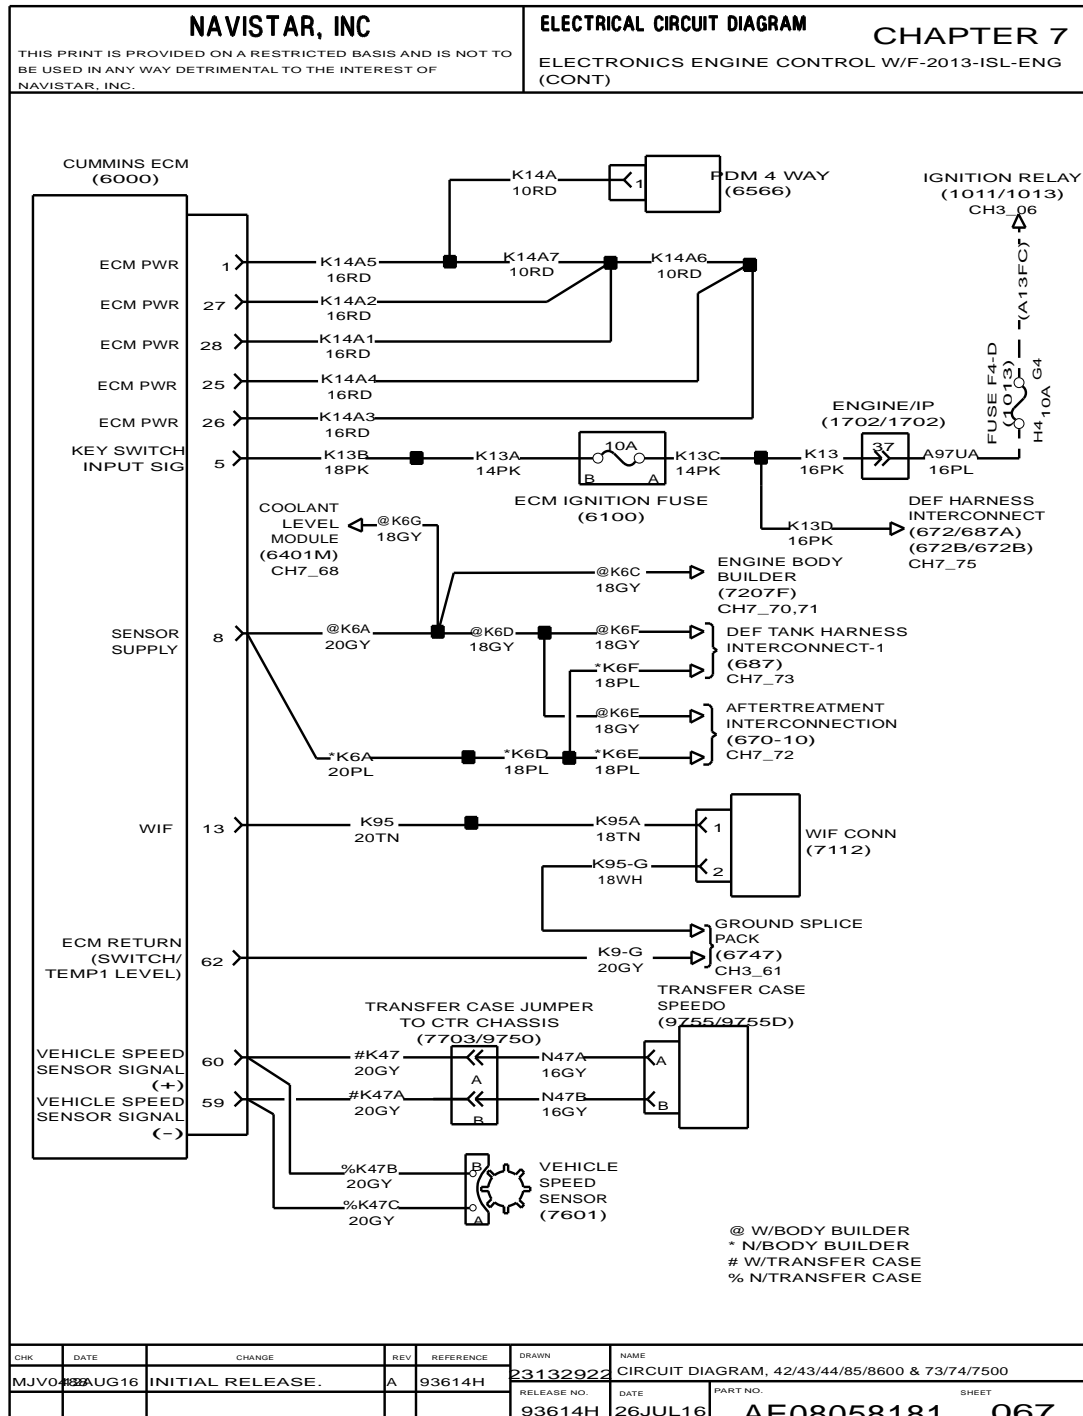 NAVISTAR, INC
THIS PRINT IS PROVIDED ON A RESTRICTED BASIS AND IS NOT TO
BE USED IN ANY WAY DETRIMENTAL TO THE INTEREST OF
NAVISTAR, INC.
ELECTRICAL CIRCUIT DIAGRAM
CHAPTER 7
ELECTRONICS ENGINE CONTROL W/F-2013-ISL-ENG
(CONT)
CUMMINS ECM
(6000)
K14A
10RD
1
PDM 4 WAY
(6566)
IGNITION RELAY
(1011/1013)
CH3_06
(A13FC)
ECM PWR 1 K14A5
16RD
K14A7
10RD
K14A6
10RD
ECM PWR 27 K14A2
16RD
ECM PWR 28 K14A1
16RD
ECM PWR 25 K14A4
16RD
ECM PWR 26 K14A3
16RD
FUSE F4-D
(1013)
G4
10A
H4
ENGINE/IP
(1702/1702)
37
KEY SWITCH
INPUT SIG
5
K13B
18PK
K13A
14PK
10A
B A
ECM IGNITION FUSE
(6100)
K13C
14PK
K13
16PK
A97UA
16PL
K13D
16PK
DEF HARNESS
INTERCONNECT
(672/687A)
(672B/672B)
CH7_75
COOLANT
LEVEL
MODULE
(6401M)
CH7_68
@K6G
18GY
@K6C
18GY
ENGINE BODY
BUILDER
(7207F)
CH7_70,71
SENSOR
SUPPLY
8
@K6A
20GY
@K6D
18GY
@K6F
18GY
*K6F
18PL
DEF TANK HARNESS
INTERCONNECT-1
(687)
CH7_73
@K6E
18GY
AFTERTREATMENT
INTERCONNECTION
(670-10)
CH7_72
*K6A
20PL
*K6D
18PL
*K6E
18PL
WIF 13 K95
20TN
K95A
18TN
1
2
WIF CONN
(7112)
K95-G
18WH
GROUND SPLICE
PACK
(6747)
CH3_61
ECM RETURN
(SWITCH/
TEMP1 LEVEL)
62
K9-G
20GY
TRANSFER CASE JUMPER
TO CTR CHASSIS
(7703/9750)
TRANSFER CASE
SPEEDO
(9755/9755D)
VEHICLE SPEED
SENSOR SIGNAL
(+)
60
#K47
20GY
A
N47A
16GY
A
VEHICLE SPEED
SENSOR SIGNAL
(-)
59
#K47A
20GY
B
N47B
16GY
B
%K47B
20GY
%K47C
20GY
B
A
VEHICLE
SPEED
SENSOR
(7601)
@ W/BODY BUILDER
* N/BODY BUILDER
# W/TRANSFER CASE
% N/TRANSFER CASE
CHK DATE CHANGE REV REFERENCE DRAWN NAME
INITIAL RELEASE. A 93614H 23132922 CIRCUIT DIAGRAM, 42/43/44/85/8600 & 73/74/7500
RELEASE NO. DATE PART NO. SHEET
93614H 26JUL16 AE08058181 067